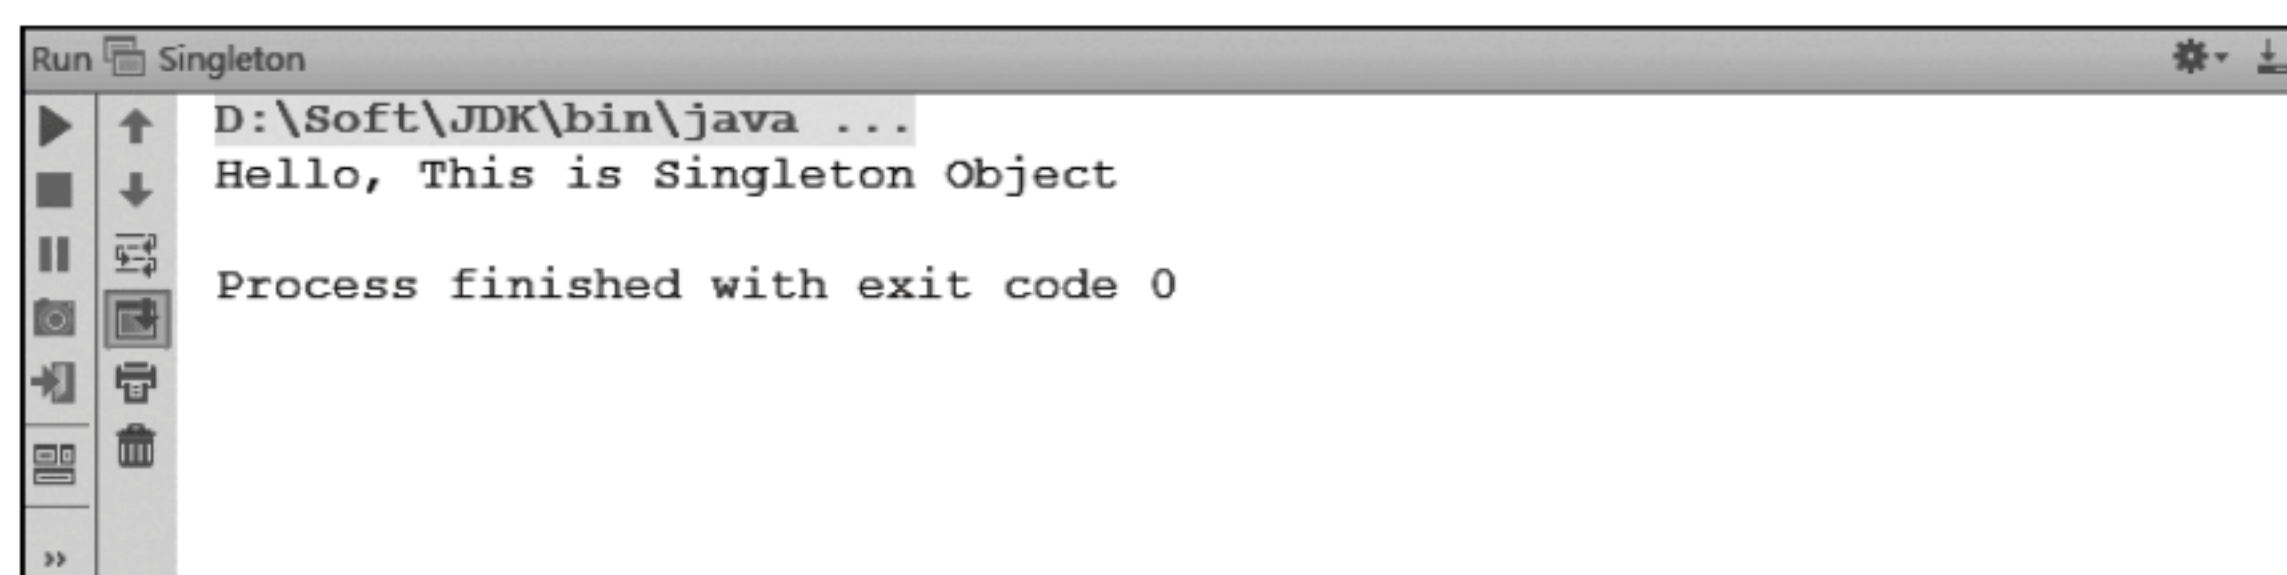 Run Singleton
D:\Soft\JDK\bin\java ...
Hello, This is Singleton Object
Process finished with exit code 0